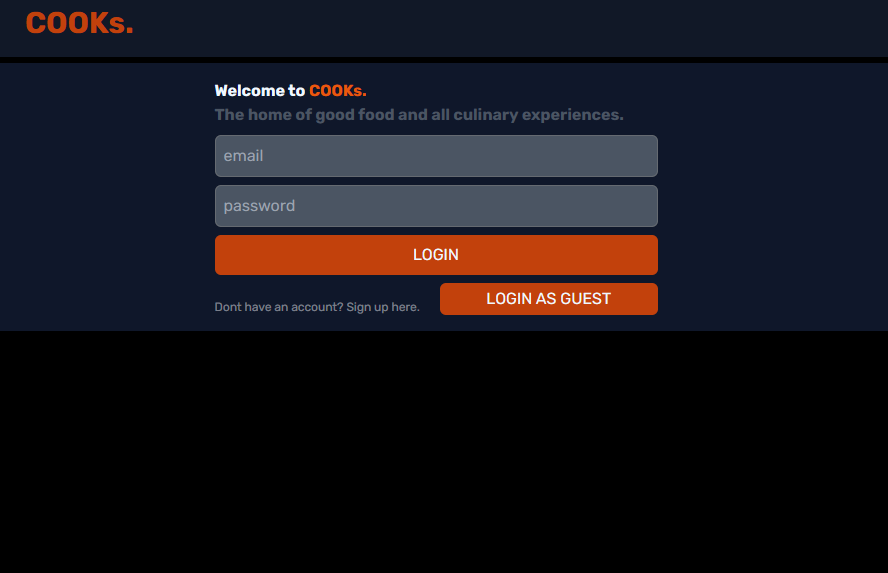 COOKs.
Welcome to COOKs.
The home of good food and all culinary experiences.
email
password
LOGIN
Dont have an account? Sign up here.
LOGIN AS GUEST